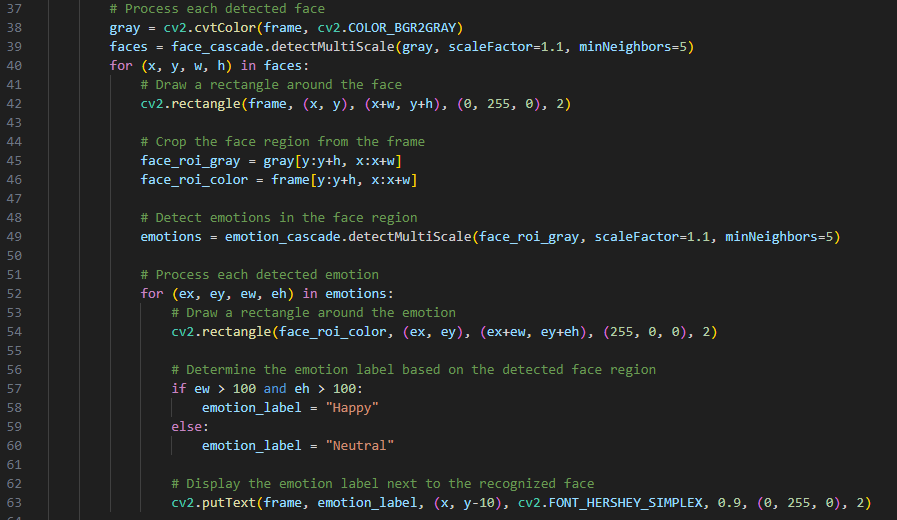 37 # Process each detected face
38 gray = cv2.cvtColor(frame, cv2.COLOR_BGR2GRAY)
39 faces = face_cascade.detectMultiScale(gray, scaleFactor=1.1, minNeighbors=5)
40 for (x, y, w, h) in faces:
41 # Draw a rectangle around the face
42 cv2.rectangle(frame, (x, y), (x+w, y+h), (0, 255, 0), 2)
43
44 # Crop the face region from the frame
45 face_roi_gray = gray[y:y+h, x:x+w]
46 face_roi_color = frame[y:y+h, x:x+w]
47
48 # Detect emotions in the face region
49 emotions = emotion_cascade.detectMultiScale(face_roi_gray, scaleFactor=1.1, minNeighbors=5)
50
51 # Process each detected emotion
52 for (ex, ey, ew, eh) in emotions:
53 # Draw a rectangle around the emotion
54 cv2.rectangle(face_roi_color, (ex, ey), (ex+ew, ey+eh), (255, 0, 0), 2)
55
56 # Determine the emotion label based on the detected face region
57 if ew > 100 and eh > 100:
58 emotion_label = "Happy"
59 else:
60 emotion_label = "Neutral"
61
62 # Display the emotion label next to the recognized face
63 cv2.putText(frame, emotion_label, (x, y-10), cv2.FONT_HERSHEY_SIMPLEX, 0.9, (0, 255, 0), 2)